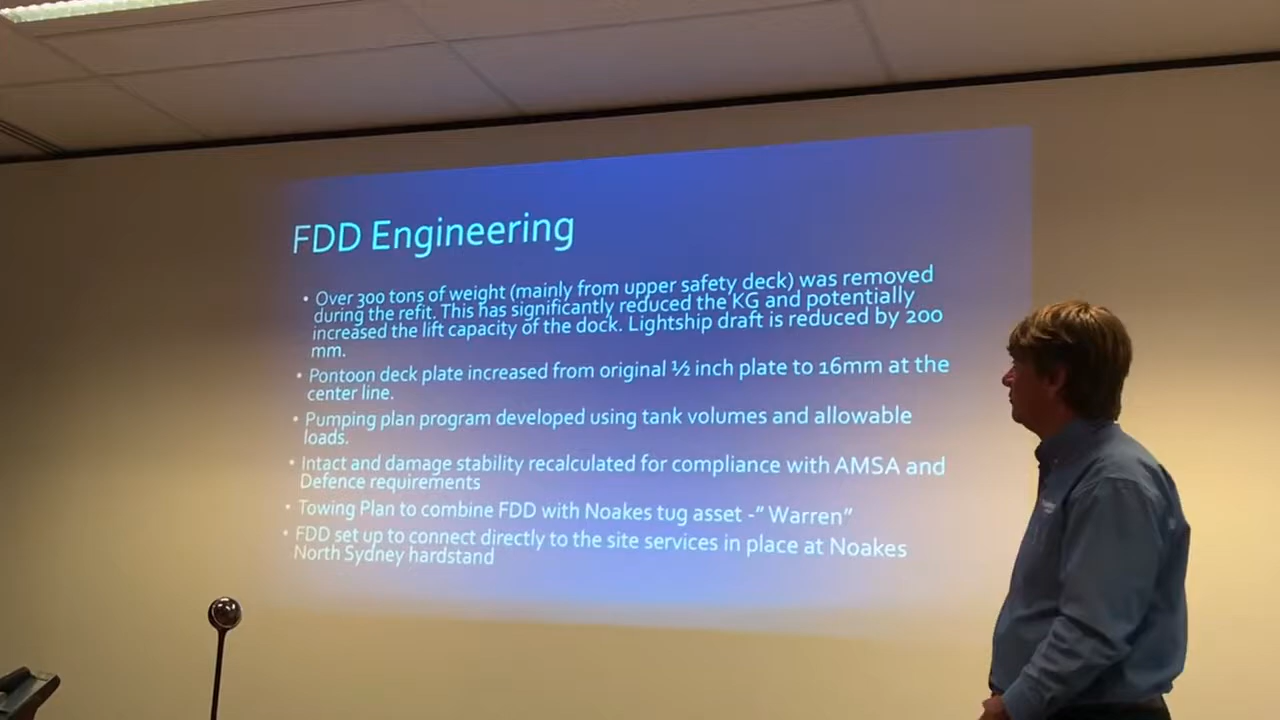 FDD Engineering
• Over 300 tons of weight (mainly from upper safety deck) was removed
during the refit. This has significantly reduced the KG and potentially
increased the lift capacity of the dock. Lightship draft is reduced by 200
mm.
• Pontoon deck plate increased from original ½ inch plate to 16mm at the
center line.
• Pumping plan program developed using tank volumes and allowable
loads.
• Intact and damage stability recalculated for compliance with AMSA and
Defence requirements
• Towing Plan to combine FDD with Noakes tug asset -" Warren"
• FDD set up to connect directly to the site services in place at Noakes
North Sydney hardstand